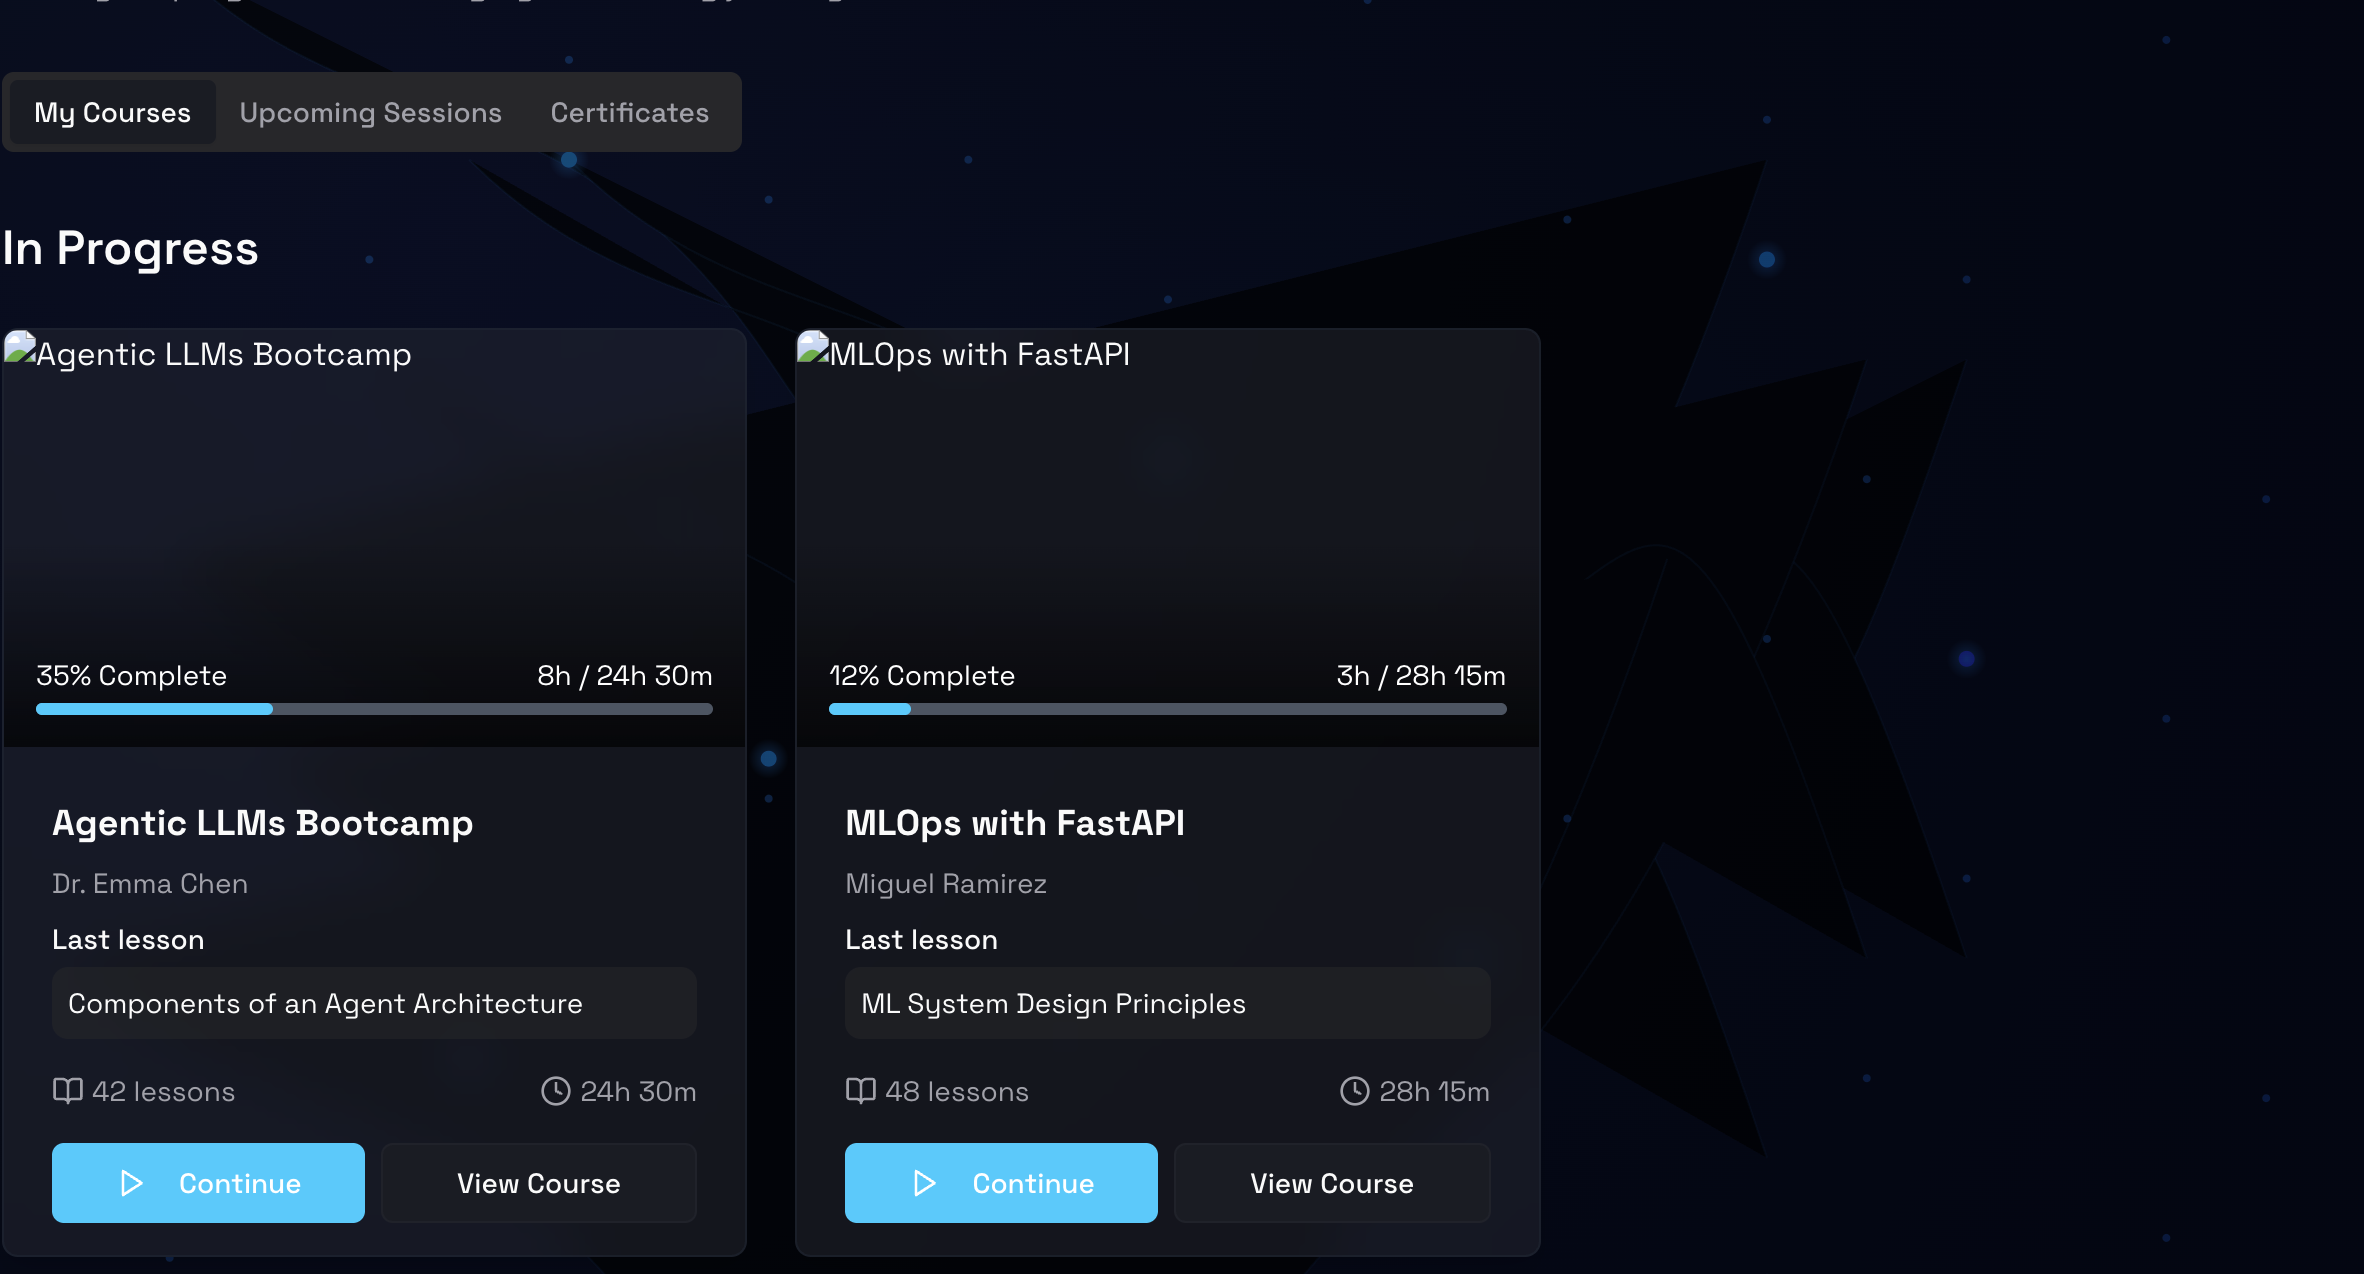 My Courses
Upcoming Sessions
Certificates
In Progress
Agentic LLMs Bootcamp
35% Complete
8h / 24h 30m
Agentic LLMs Bootcamp
Dr. Emma Chen
Last lesson
Components of an Agent Architecture
42 lessons
24h 30m
Continue
View Course
MLOps with FastAPI
12% Complete
3h / 28h 15m
MLOps with FastAPI
Miguel Ramirez
Last lesson
ML System Design Principles
48 lessons
28h 15m
Continue
View Course